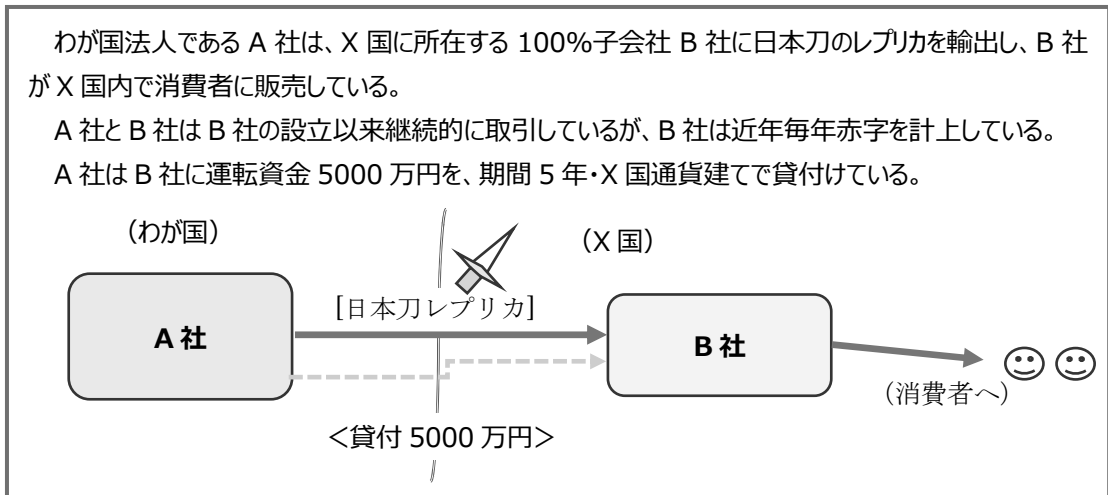 わが国法人である A 社は、X 国に所在する 100%子会社 B 社に日本刀のレプリカを輸出し、B 社
が X 国内で消費者に販売している。
A 社と B 社は B 社の設立以来継続的に取引しているが、B 社は近年毎年赤字を計上している。
A 社は B 社に運転資金 5000 万円を、期間 5 年・X 国通貨建てで貸付けている。
（わが国）
（X 国）
[日本刀レプリカ]
A 社
B 社
（消費者へ）
＜貸付 5000 万円＞